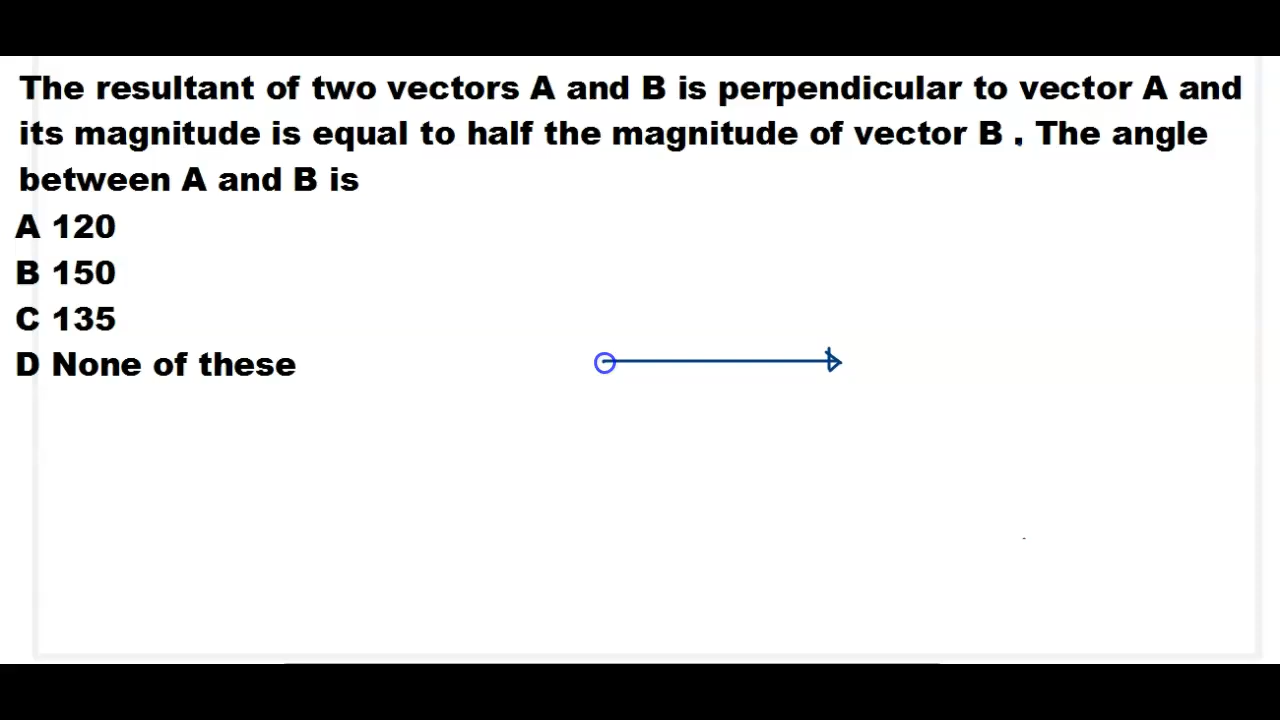 The resultant of two vectors A and B is perpendicular to vector A and
its magnitude is equal to half the magnitude of vector B . The angle
between A and B is
A 120
B 150
C 135
D None of these